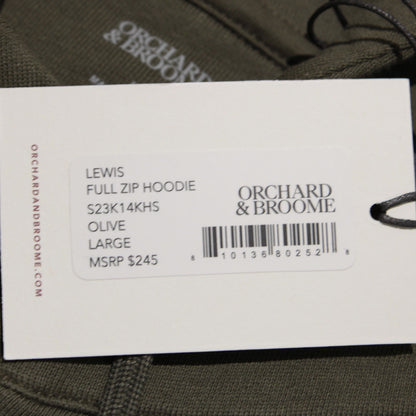 ORCHARD
& BROOME
ORCHARDANDBROOME.COM
LEWIS
FULL ZIP HOODIE
S23K14KHS
OLIVE
LARGE
MSRP $245
ORCHARD
& BROOME
8 10136 80252 8